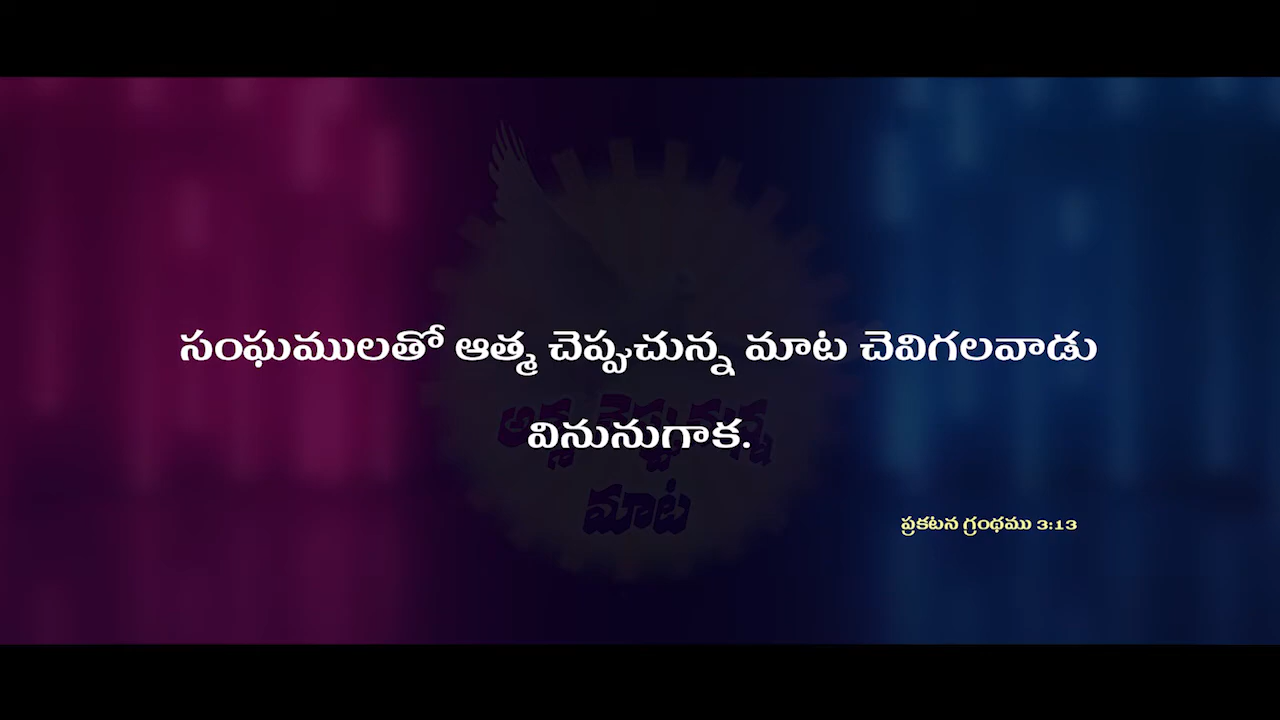 సంఘములతో ఆత్మ చెప్పుచున్న మాట చెవిగలవాడు
వినునుగాక.
చెప్పుచున్న
మాట
ప్రకటన గ్రంథము 3:13